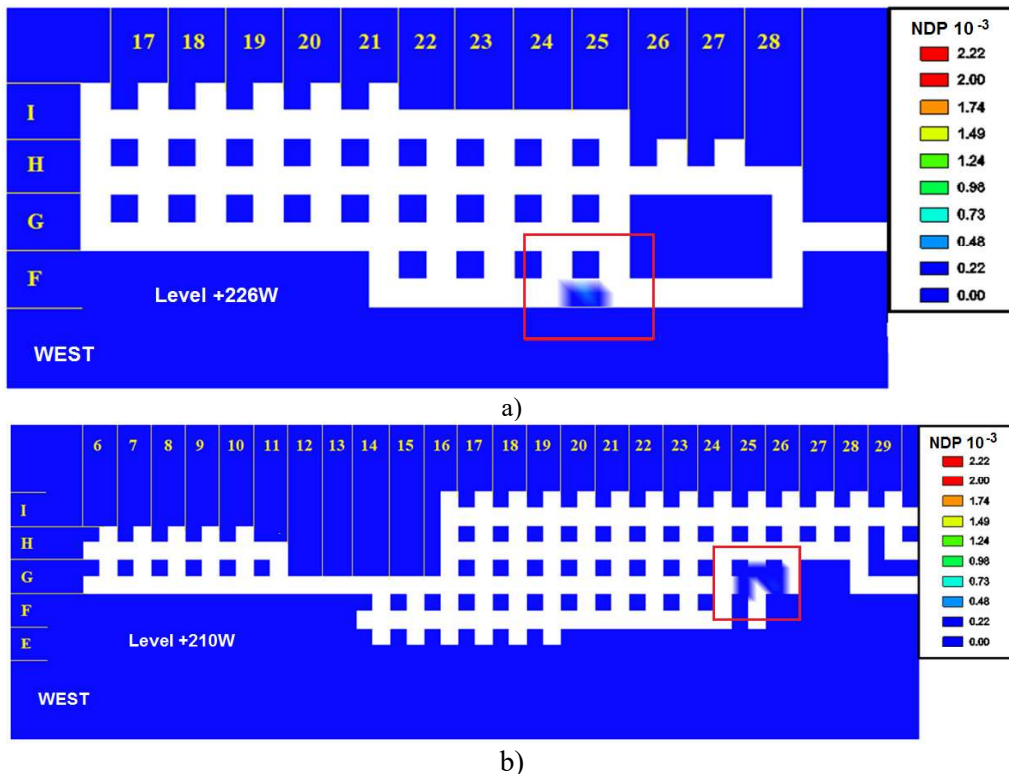 17 18 19 20 21 22 23 24 25 26 27 28
I
H
G
F
Level +226W
WEST
NDP 10 -3
2.22
2.00
1.74
1.49
1.24
0.98
0.73
0.48
0.22
0.00
a)
6 7 8 9 10 11 12 13 14 15 16 17 18 19 20 21 22 23 24 25 26 27 28 29
I
H
G
F
E
Level +210W
WEST
NDP 10 -3
2.22
2.00
1.74
1.49
1.24
0.98
0.73
0.48
0.22
0.00
b)